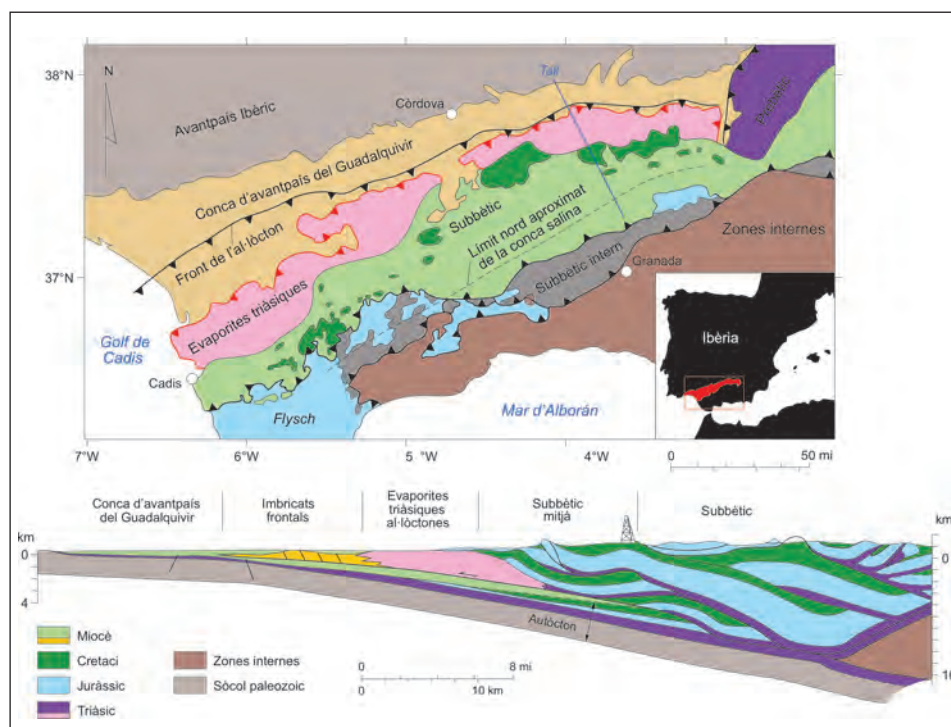 38°N
N
Tall
Prebètic
Avantpaís Ibèric
Còrdova
Conca d'avantpaís del Guadalquivir
Subbètic
Limit nord aproximat
de la conca salina
Front de l'al·lòcton
Zones internes
37°N
Subbètic intern
Granada
Evaporites triàsiques
Golf de
Cadis
Ibèria
Cadis
Mar d'Alborán
Flysch
7°W
6°W
5 °W
4°W
0
50 mi
Conca d'avantpaís
del Guadalquivir
Imbricats
frontals
Evaporites
triàsiques
al·lòctones
Subbètic
mitjà
Subbètic
km
0
4
km
0
10
Autòcton
Miocè
Cretaci
Juràssic
Triàsic
Zones internes
Sòcol paleozoic
0
8 mi
0
10 km